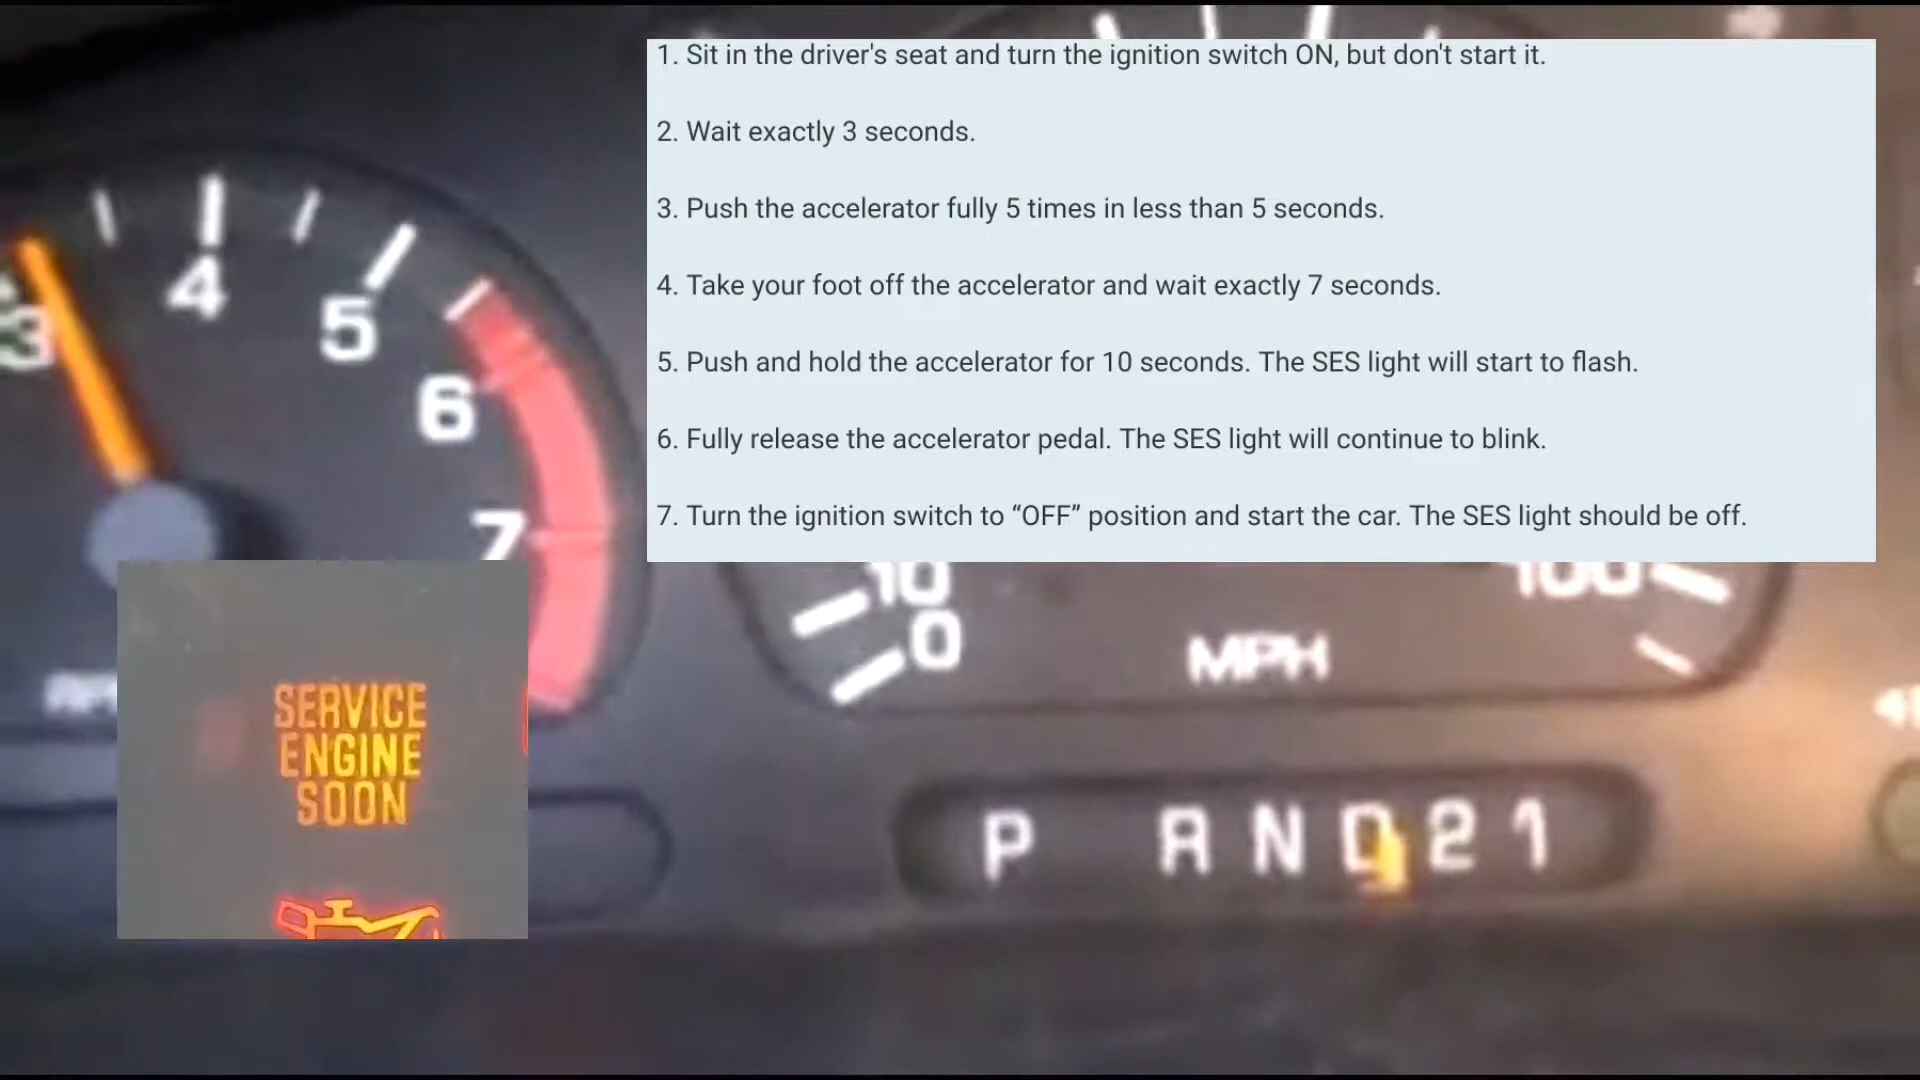 1. Sit in the driver's seat and turn the ignition switch ON, but don't start it.
2. Wait exactly 3 seconds.
3. Push the accelerator fully 5 times in less than 5 seconds.
4. Take your foot off the accelerator and wait exactly 7 seconds.
5. Push and hold the accelerator for 10 seconds. The SES light will start to flash.
6. Fully release the accelerator pedal. The SES light will continue to blink.
7. Turn the ignition switch to “OFF” position and start the car. The SES light should be off.
3
4
5
6
7
10
0
100
MPH
SERVICE
ENGINE
SOON
P R N D 2 1